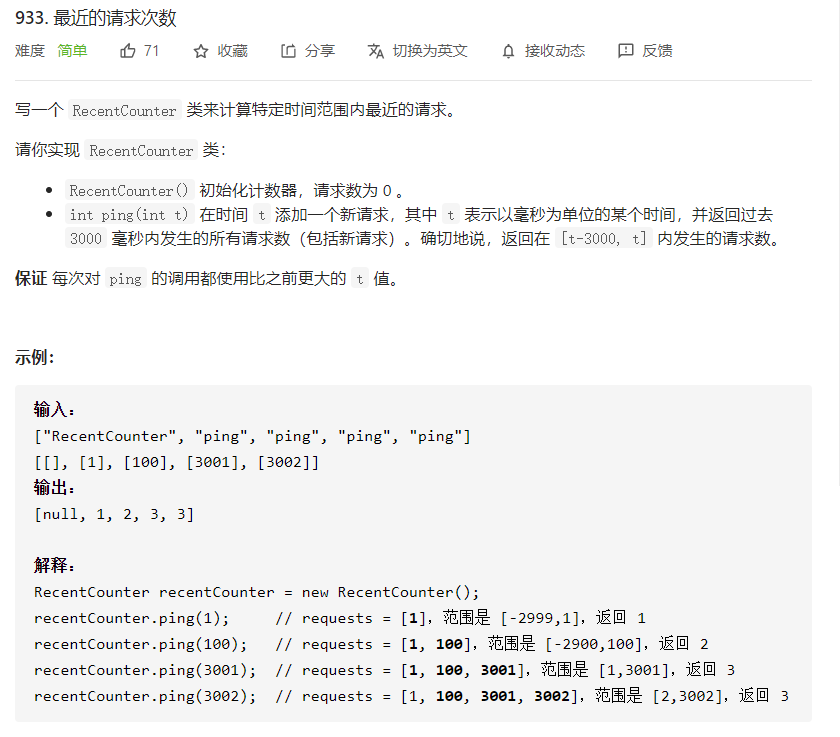 933. 最近的请求次数
难度 简单 71 收藏 分享 切换为英文 接收动态 反馈
写一个 RecentCounter 类来计算特定时间范围内最近的请求。
请你实现 RecentCounter 类:
RecentCounter() 初始化计数器，请求数为 0 。
int ping(int t) 在时间 t 添加一个新请求，其中 t 表示以毫秒为单位的某个时间，并返回过去
3000 毫秒内发生的所有请求数（包括新请求）。确切地说，返回在 [t-3000, t] 内发生的请求数。
保证 每次对 ping 的调用都使用比之前更大的 t 值。
示例:
输入:
["RecentCounter", "ping", "ping", "ping", "ping"]
[[], [1], [100], [3001], [3002]]
输出:
[null, 1, 2, 3, 3]
解释:
RecentCounter recentCounter = new RecentCounter();
recentCounter.ping(1);     // requests = [1]，范围是 [-2999,1]，返回 1
recentCounter.ping(100);   // requests = [1, 100]，范围是 [-2900,100]，返回 2
recentCounter.ping(3001);  // requests = [1, 100, 3001]，范围是 [1,3001]，返回 3
recentCounter.ping(3002);  // requests = [1, 100, 3001, 3002]，范围是 [2,3002]，返回 3